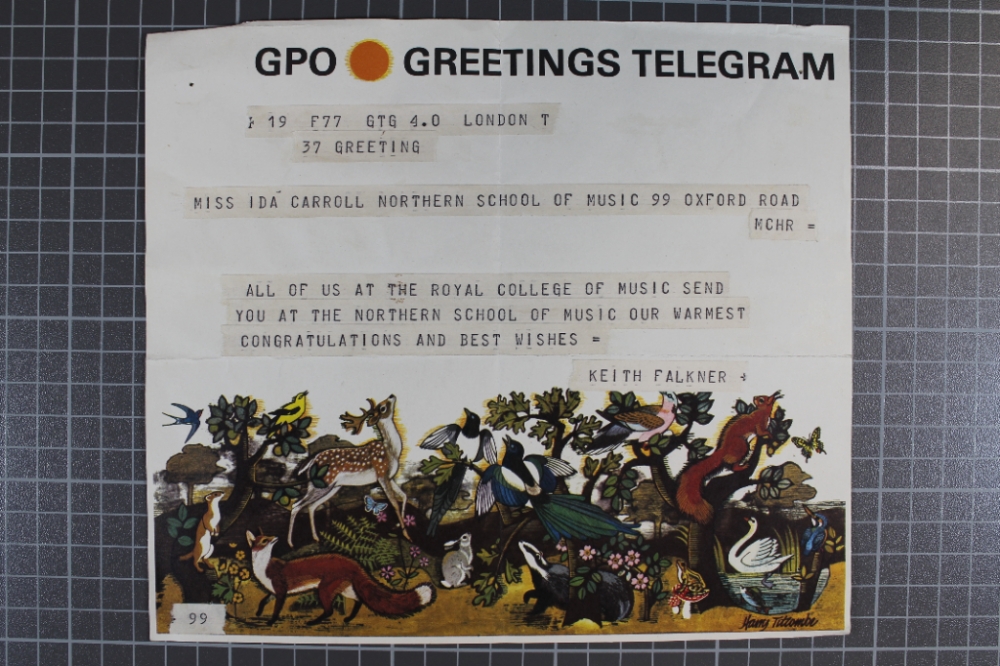 GPO GREETINGS TELEGRAM
19 F77 GTG 4.0 LONDON T
37 GREETING
MISS IDA CARROLL NORTHERN SCHOOL OF MUSIC 99 OXFORD ROAD
MCHR =
ALL OF US AT THE ROYAL COLLEGE OF MUSIC SEND
YOU AT THE NORTHERN SCHOOL OF MUSIC OUR WARMEST
CONGRATULATIONS AND BEST WISHES =
KEITH FALKNER +
99
Harry Titcombe